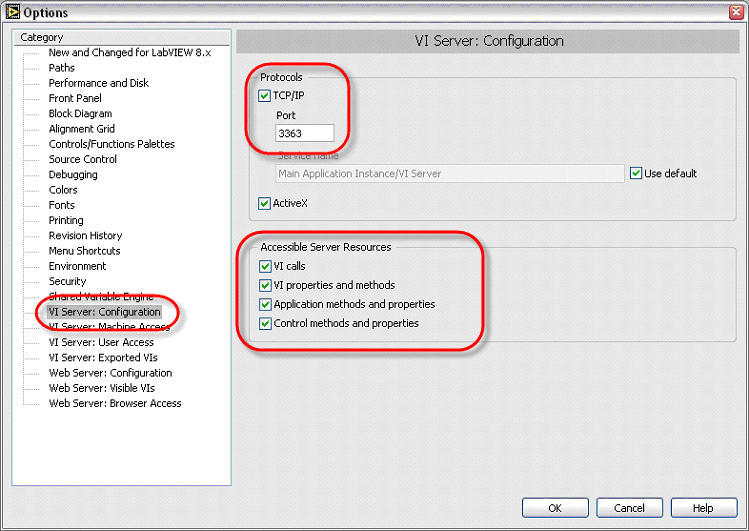 Options
Category
New and Changed for LabVIEW 8.x
Paths
Performance and Disk
Front Panel
Block Diagram
Alignment Grid
Controls/Functions Palettes
Source Control
Debugging
Colors
Fonts
Printing
Revision History
Menu Shortcuts
Environment
Security
Shared Variable Engine
VI Server: Configuration
VI Server: Machine Access
VI Server: User Access
VI Server: Exported VIs
Web Server: Configuration
Web Server: Visible VIs
Web Server: Browser Access
VI Server: Configuration
Protocols
TCP/IP
Port
3363
Service name
Main Application Instance/VI Server
Use default
ActiveX
Accessible Server Resources
VI calls
VI properties and methods
Application methods and properties
Control methods and properties
OK
Cancel
Help